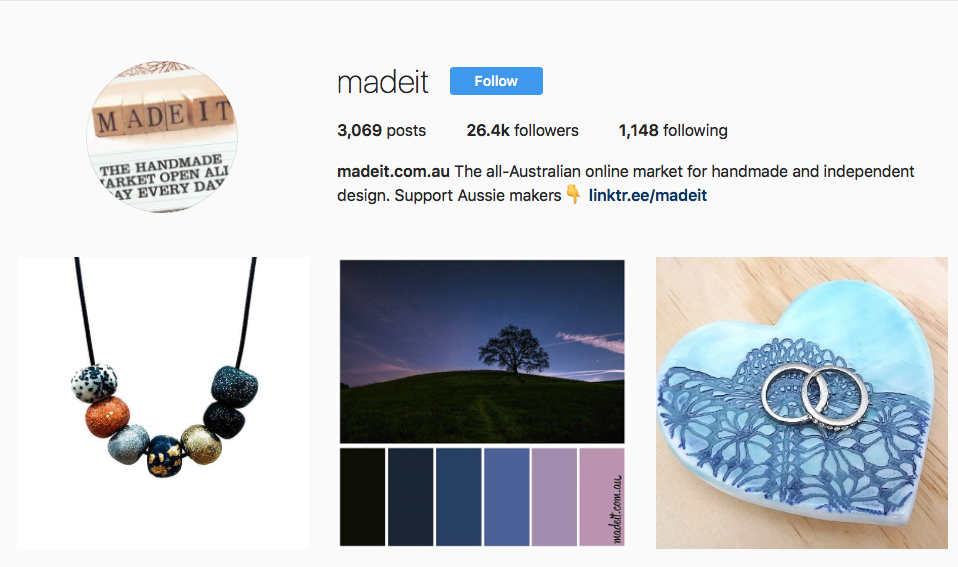 MADEIT
THE HANDMADE
MARKET OPEN ALL
DAY EVERY DAY
madeit Follow
3,069 posts 26.4k followers 1,148 following
madeit.com.au The all-Australian online market for handmade and independent
design. Support Aussie makers 👇 linktr.ee/madeit
madeit.com.au